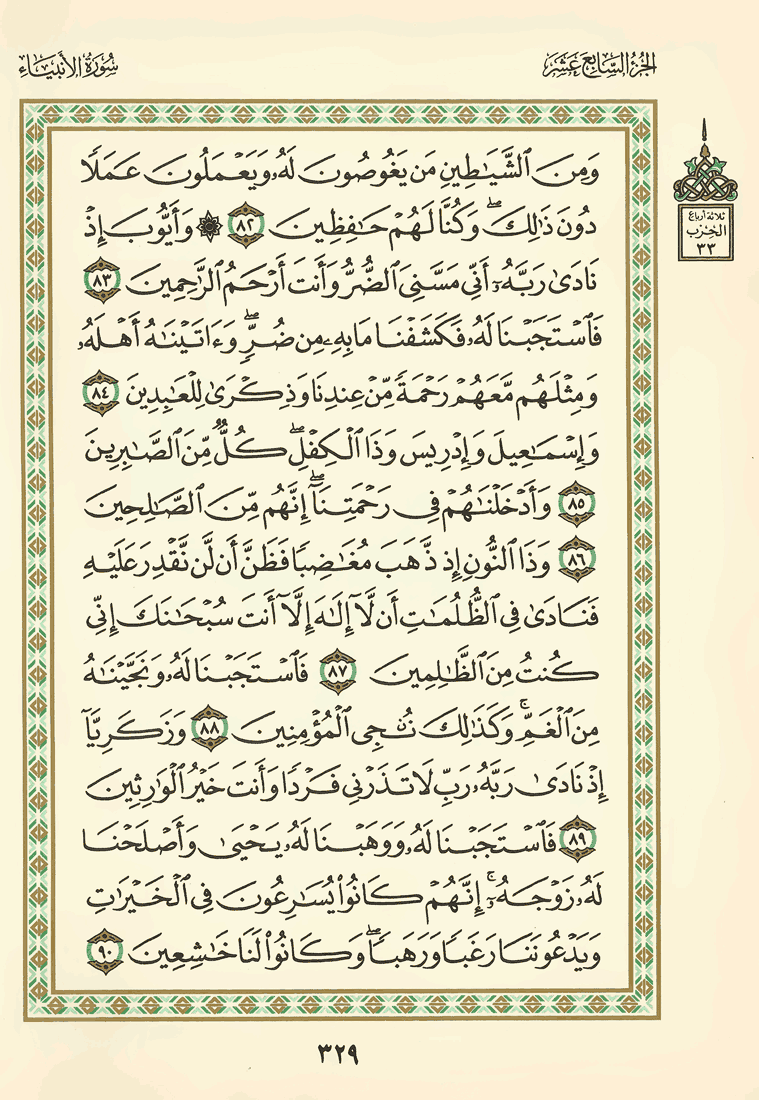 الجزء السابع عشر
سورة الأنبياء
وَمِنَ ٱلشَّيَٰطِينِ مَن يَغُوصُونَ لَهُۥ وَيَعْمَلُونَ عَمَلًا
دُونَ ذَٰلِكَ ۖ وَكُنَّا لَهُمْ حَٰفِظِينَ ٨٢ ۞ وَأَيُّوبَ إِذْ
نَادَىٰ رَبَّهُۥٓ أَنِّى مَسَّنِىَ ٱلضُّرُّ وَأَنتَ أَرْحَمُ ٱلرَّٰحِمِينَ ٨٣
فَٱسْتَجَبْنَا لَهُۥ فَكَشَفْنَا مَا بِهِۦ مِن ضُرٍّ ۖ وَءَاتَيْنَٰهُ أَهْلَهُۥ
وَمِثْلَهُم مَّعَهُمْ رَحْمَةً مِّنْ عِندِنَا وَذِكْرَىٰ لِلْعَٰبِدِينَ ٨٤
وَإِسْمَٰعِيلَ وَإِدْرِيسَ وَذَا ٱلْكِفْلِ ۖ كُلٌّ مِّنَ ٱلصَّٰبِرِينَ
٨٥ وَأَدْخَلْنَٰهُمْ فِى رَحْمَتِنَآ ۖ إِنَّهُم مِّنَ ٱلصَّٰلِحِينَ
٨٦ وَذَا ٱلنُّونِ إِذ ذَّهَبَ مُغَٰضِبًا فَظَنَّ أَن لَّن نَّقْدِرَ عَلَيْهِ
فَنَادَىٰ فِى ٱلظُّلُمَٰتِ أَن لَّآ إِلَٰهَ إِلَّآ أَنتَ سُبْحَٰنَكَ إِنِّى
كُنتُ مِنَ ٱلظَّٰلِمِينَ ٨٧ فَٱسْتَجَبْنَا لَهُۥ وَنَجَّيْنَٰهُ
مِنَ ٱلْغَمِّ ۚ وَكَذَٰلِكَ نُۨجِى ٱلْمُؤْمِنِينَ ٨٨ وَزَكَرِيَّآ
إِذْ نَادَىٰ رَبَّهُۥ رَبِّ لَا تَذَرْنِى فَرْدًا وَأَنتَ خَيْرُ ٱلْوَٰرِثِينَ
٨٩ فَٱسْتَجَبْنَا لَهُۥ وَوَهَبْنَا لَهُۥ يَحْيَىٰ وَأَصْلَحْنَا
لَهُۥ زَوْجَهُۥٓ ۚ إِنَّهُمْ كَانُوا۟ يُسَٰرِعُونَ فِى ٱلْخَيْرَٰتِ
وَيَدْعُونَنَا رَغَبًا وَرَهَبًا ۖ وَكَانُوا۟ لَنَا خَٰشِعِينَ ٩٠
ثلاثة أرباع
الحزب
٣٣
٣٢٩